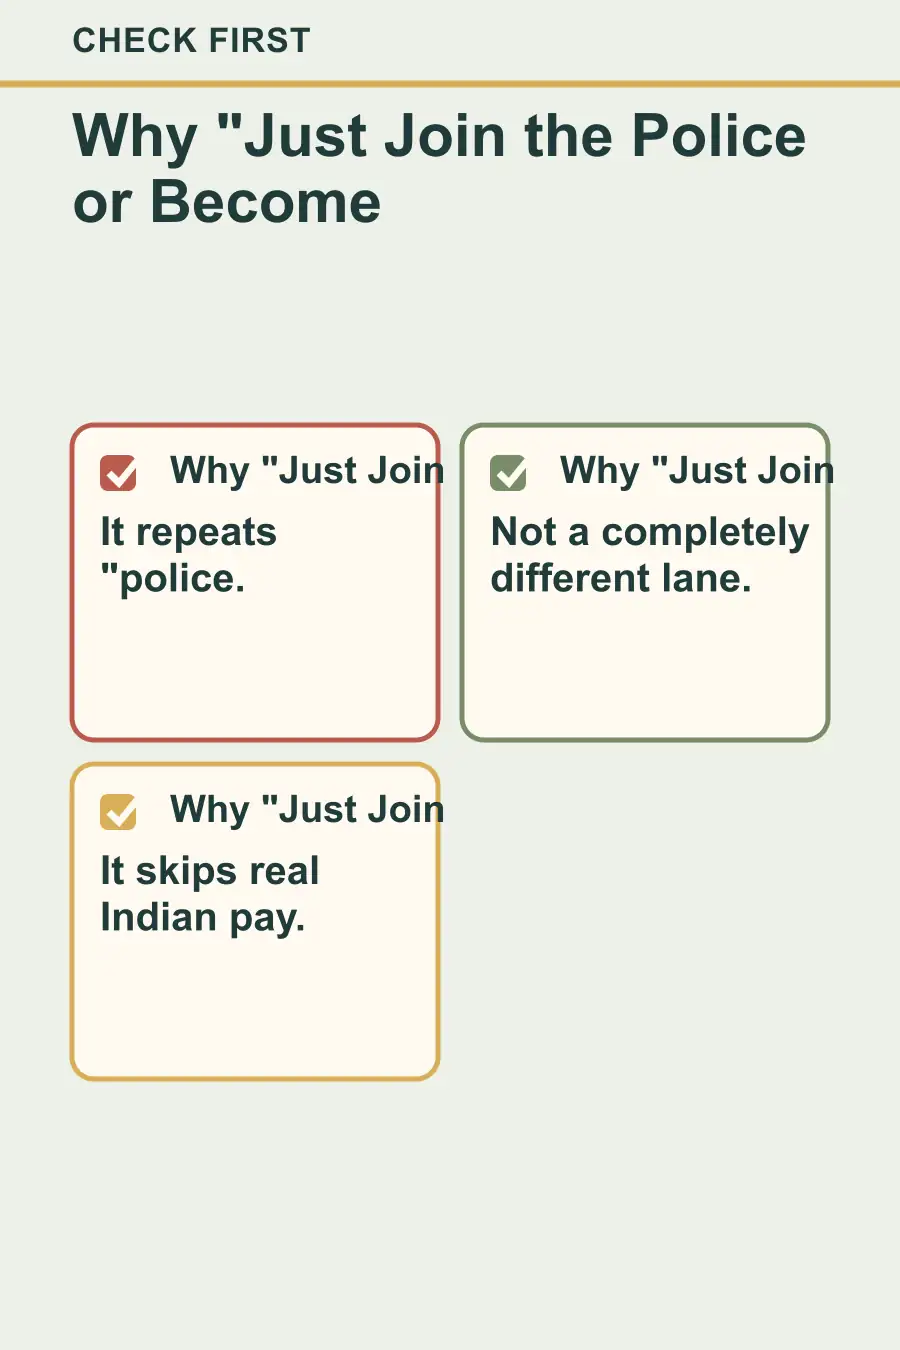 CHECK FIRST
Why "Just Join the Police
or Become
Why "Just Join
It repeats
"police.
Why "Just Join
Not a completely
different lane.
Why "Just Join
It skips real
Indian pay.